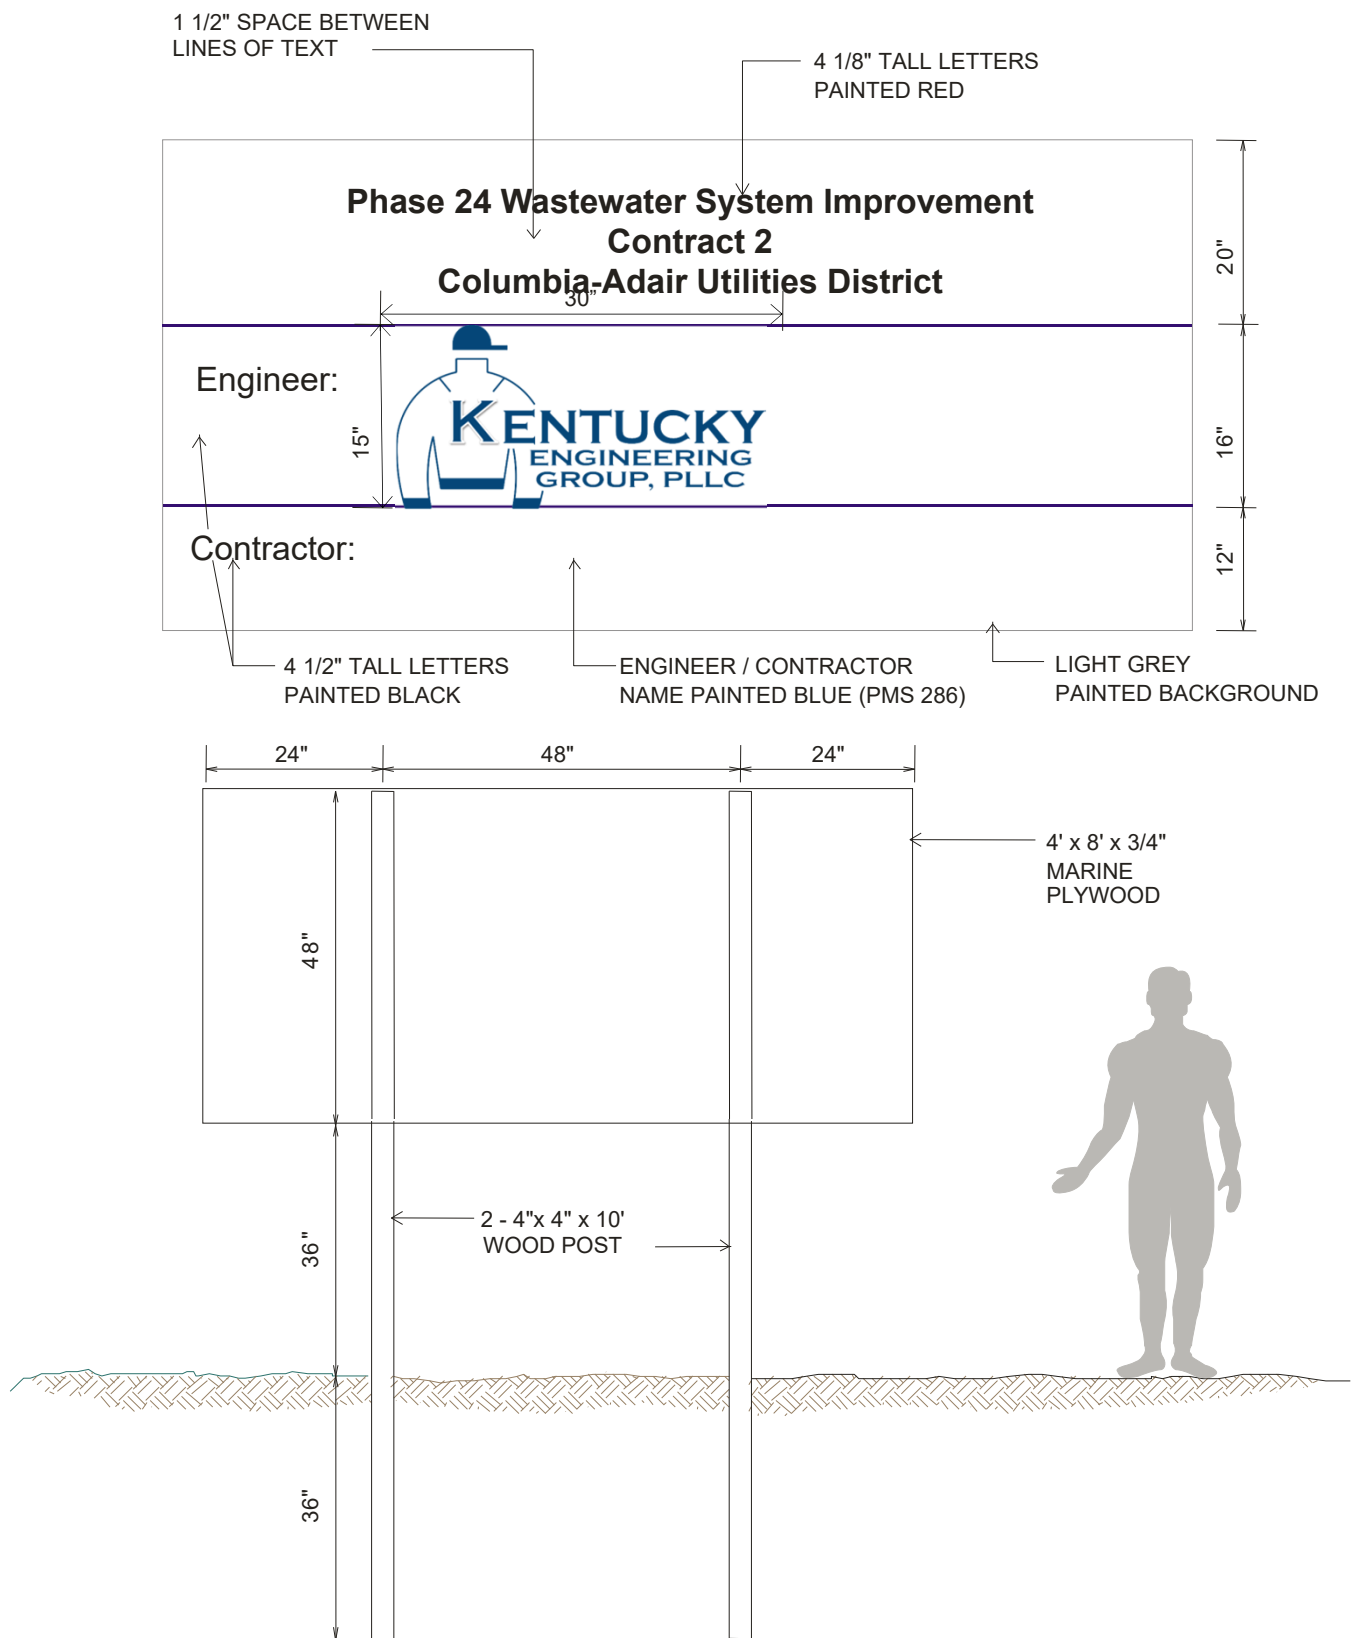 1 1/2" SPACE BETWEEN
LINES OF TEXT
4 1/8" TALL LETTERS
PAINTED RED
Phase 24 Wastewater System Improvement
Contract 2
Columbia-Adair Utilities District
30”
20"
Engineer:
15"
KENTUCKY
ENGINEERING
GROUP, PLLC
16"
Contractor:
12"
4 1/2" TALL LETTERS
PAINTED BLACK
ENGINEER / CONTRACTOR
NAME PAINTED BLUE (PMS 286)
LIGHT GREY
PAINTED BACKGROUND
24"
48"
24"
4' x 8' x 3/4"
MARINE
PLYWOOD
48"
2 - 4"x 4" x 10'
WOOD POST
36"
36"